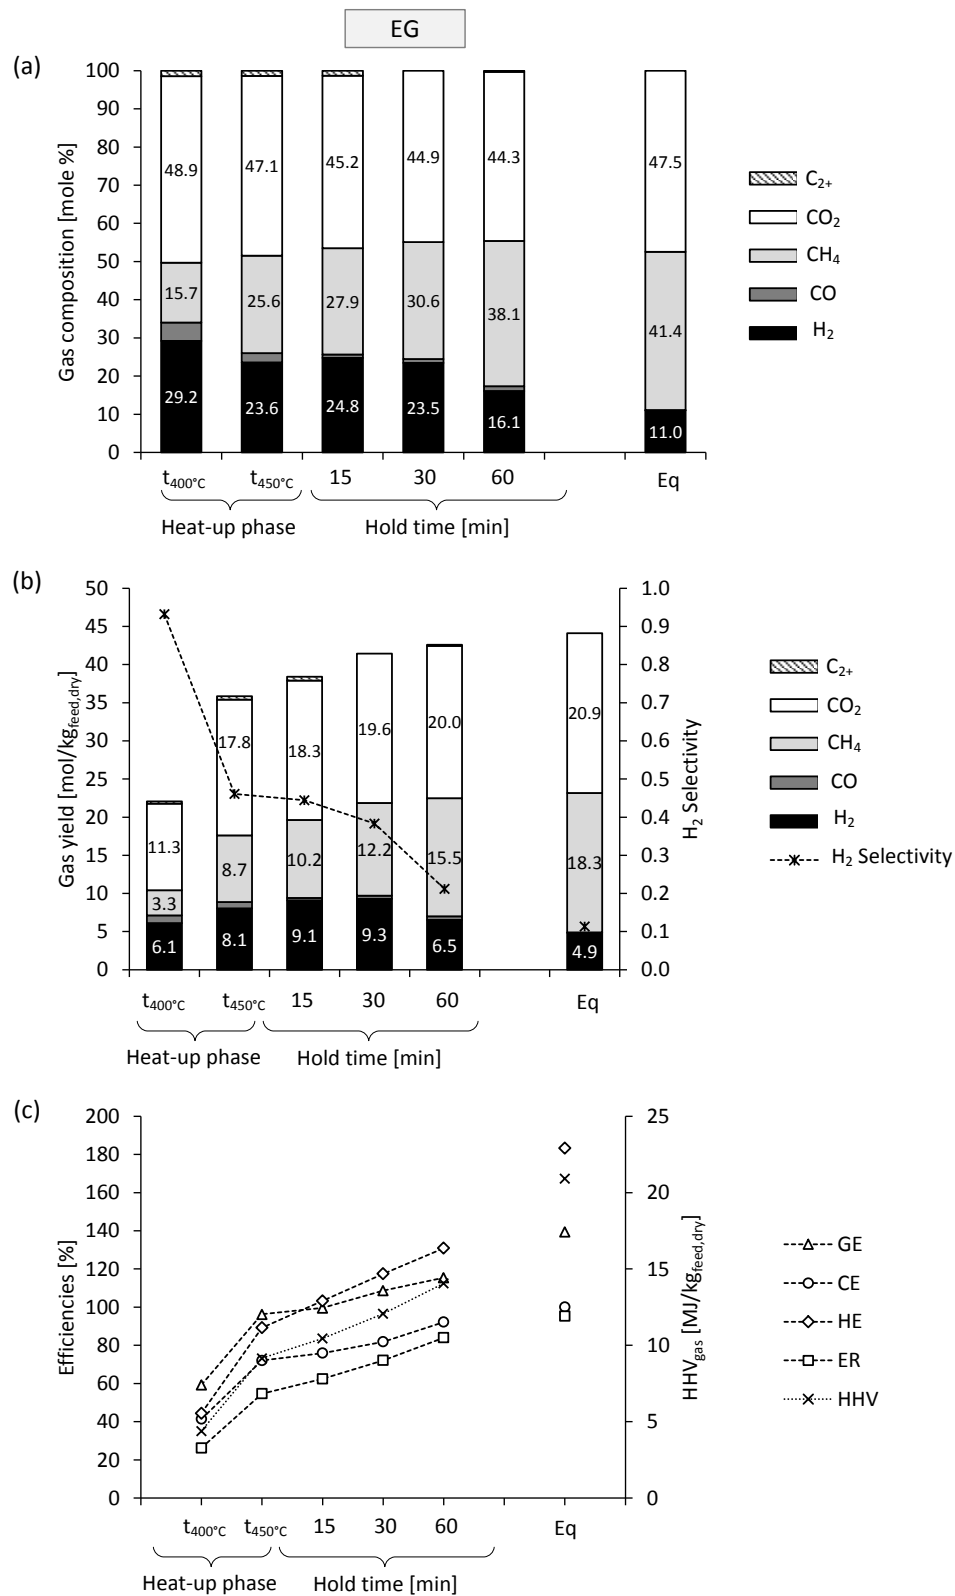 EG
(a)
Gas composition [mole %]
100
90
80
70
60
50
40
30
20
10
0
48.9
47.1
45.2
44.9
44.3
47.5
15.7
25.6
27.9
30.6
38.1
41.4
29.2
23.6
24.8
23.5
16.1
11.0
t400°C
t450°C
15
30
60
Eq
Heat-up phase
Hold time [min]
C2+
CO2
CH4
CO
H2
(b)
Gas yield [mol/kgfeed,dry]
50
45
40
35
30
25
20
15
10
5
0
11.3
17.8
18.3
19.6
20.0
20.9
3.3
8.7
10.2
12.2
15.5
18.3
6.1
8.1
9.1
9.3
6.5
4.9
1.0
0.9
0.8
0.7
0.6
0.5
0.4
0.3
0.2
0.1
0.0
H2 Selectivity
t400°C
t450°C
15
30
60
Eq
Heat-up phase
Hold time [min]
C2+
CO2
CH4
CO
H2
H2 Selectivity
(c)
Efficiencies [%]
200
180
160
140
120
100
80
60
40
20
0
25
20
15
10
5
0
HHVgas [MJ/kgfeed,dry]
t400°C
t450°C
15
30
60
Eq
Heat-up phase
Hold time [min]
GE
CE
HE
ER
HHV